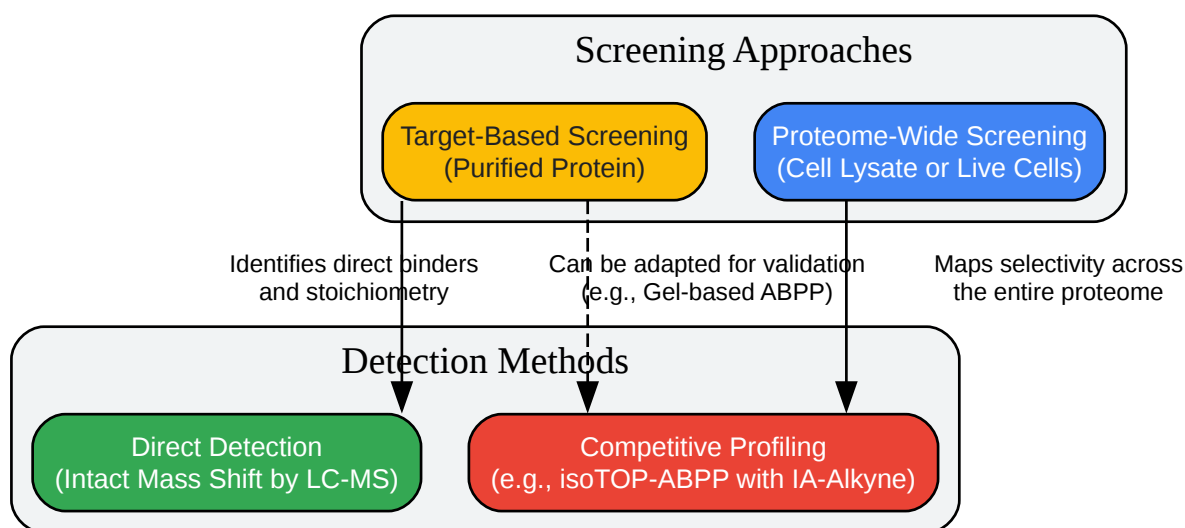 Screening Approaches
Target-Based Screening
(Purified Protein)
Proteome-Wide Screening
(Cell Lysate or Live Cells)
Identifies direct binders
and stoichiometry
Can be adapted for validation
(e.g., Gel-based ABPP)
Maps selectivity across
the entire proteome
Detection Methods
Direct Detection
(Intact Mass Shift by LC-MS)
Competitive Profiling
(e.g., isoTOP-ABPP with IA-Alkyne)